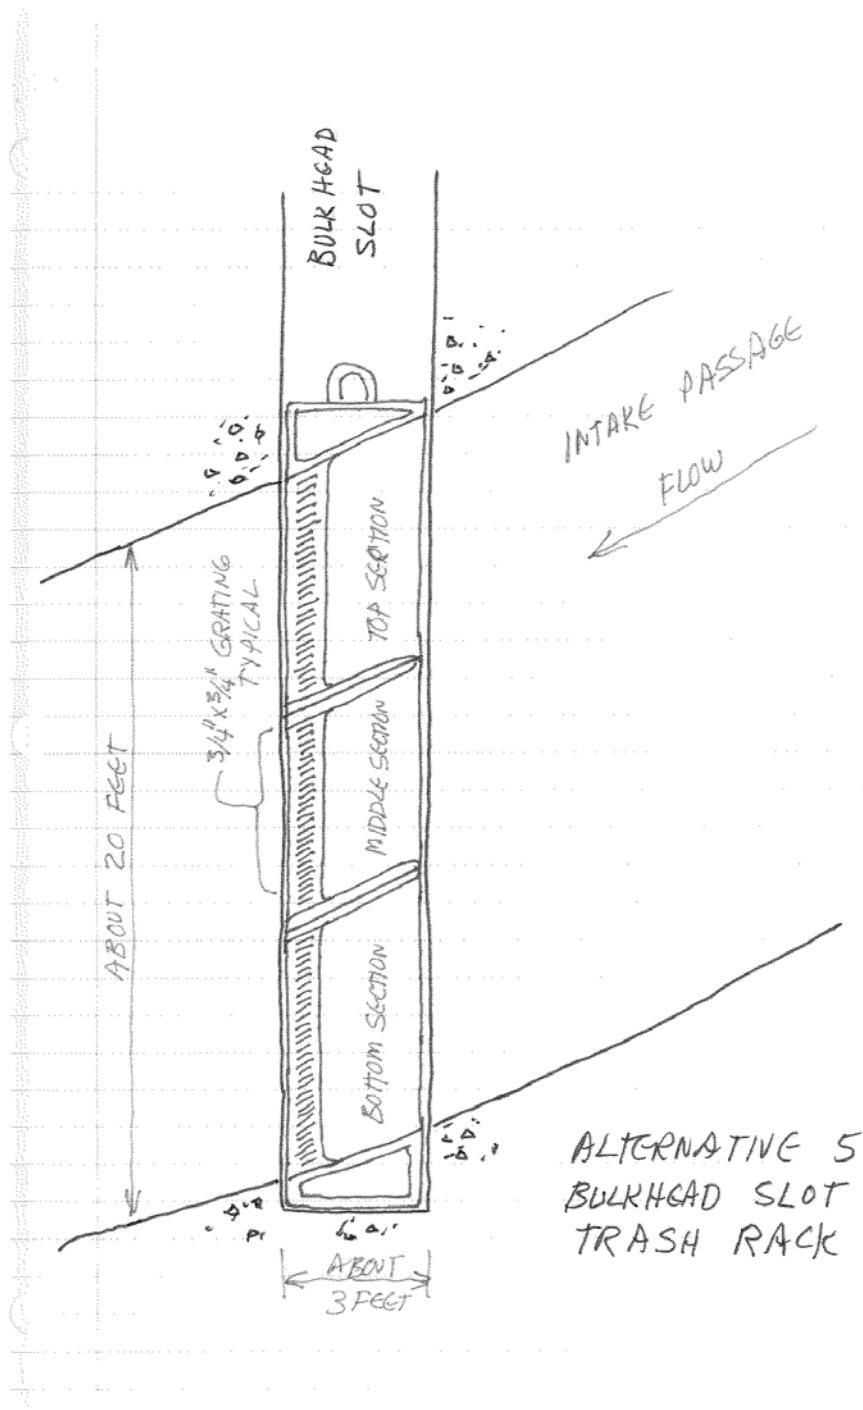 BULKHEAD
SLOT
INTAKE PASSAGE
FLOW
3/4" X 3/4" GRATING
TYPICAL
TOP SECTION
MIDDLE SECTION
BOTTOM SECTION
ABOUT 20 FEET
ABOUT
3 FEET
ALTERNATIVE 5
BULKHEAD SLOT
TRASH RACK